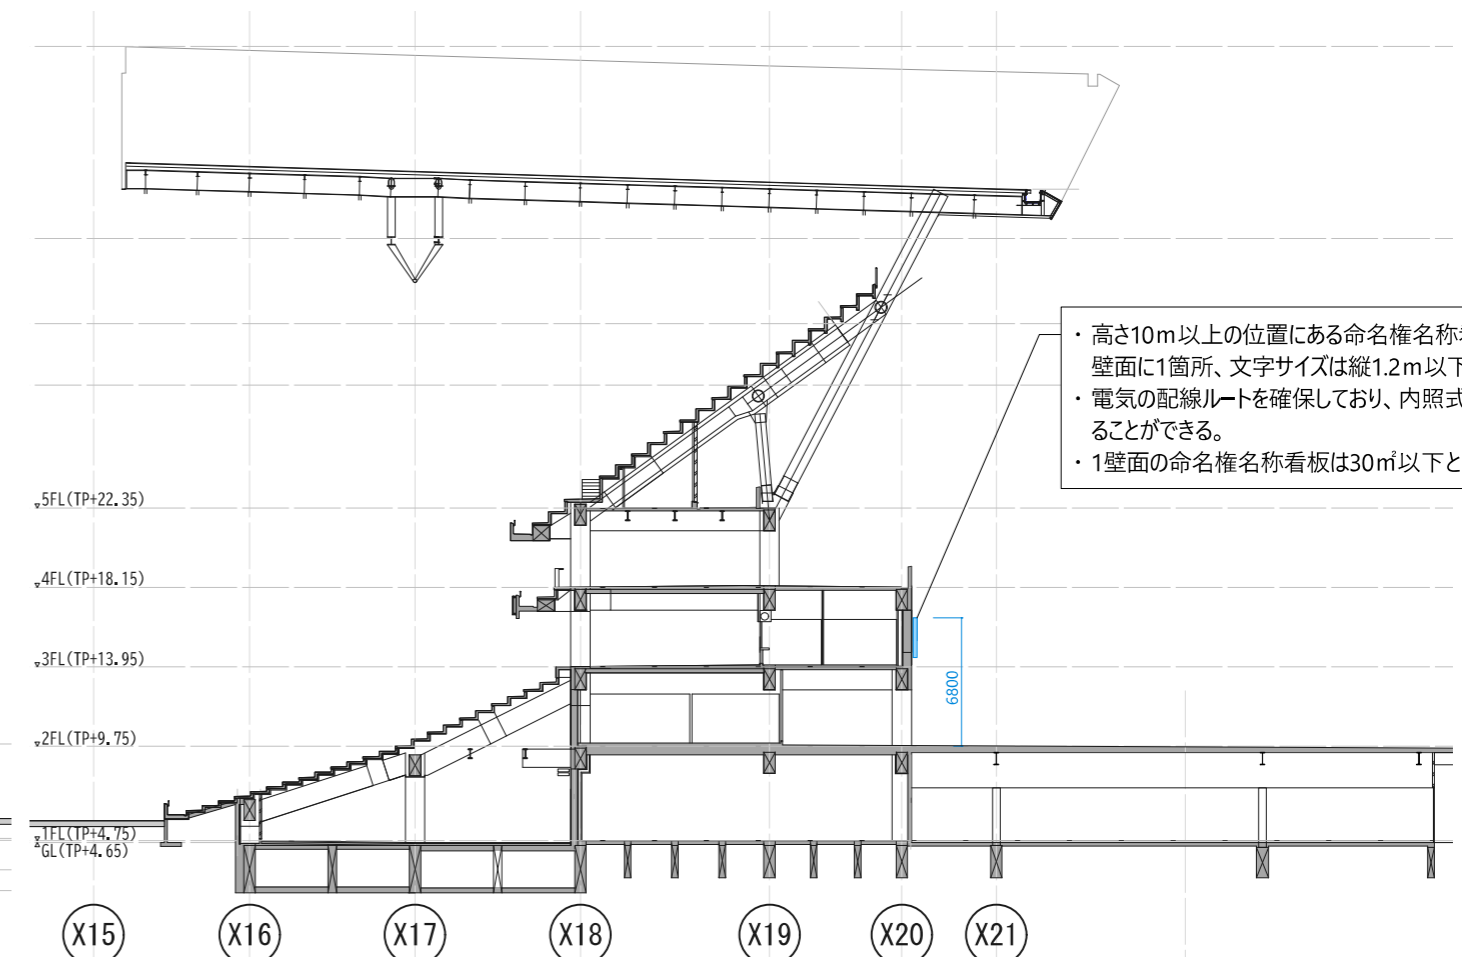 ・ 高さ10ｍ以上の位置にある命名権名称
壁面に1箇所、文字サイズは縦1.2ｍ以下
・ 電気の配線ルートを確保しており、内照式
ることができる。
・ 1壁面の命名権名称看板は30㎡以下と
5FL(TP+22.35)
4FL(TP+18.15)
3FL(TP+13.95)
6800
2FL(TP+9.75)
1FL(TP+4.75)
GL(TP+4.65)
X15 X16 X17 X18 X19 X20 X21